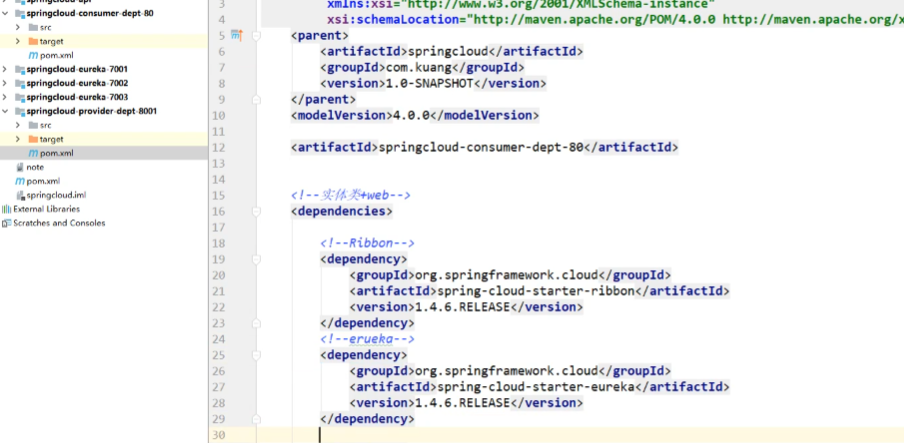 springcloud-consumer-dept-80
src
target
pom.xml
springcloud-eureka-7001
springcloud-eureka-7002
springcloud-eureka-7003
springcloud-provider-dept-8001
src
target
pom.xml
note
pom.xml
springcloud.iml
External Libraries
Scratches and Consoles
3 xmlns:xsi="http://www.w3.org/2001/XMLSchema-instance"
4 xsi:schemaLocation="http://maven.apache.org/POM/4.0.0 http://maven.apache.org/x
5 <parent>
6 <artifactId>springcloud</artifactId>
7 <groupId>com.kuang</groupId>
8 <version>1.0-SNAPSHOT</version>
9 </parent>
10 <modelVersion>4.0.0</modelVersion>
11
12 <artifactId>springcloud-consumer-dept-80</artifactId>
13
14
15 <!--实体类+web-->
16 <dependencies>
17
18 <!--Ribbon-->
19 <dependency>
20 <groupId>org.springframework.cloud</groupId>
21 <artifactId>spring-cloud-starter-ribbon</artifactId>
22 <version>1.4.6.RELEASE</version>
23 </dependency>
24 <!--erueka-->
25 <dependency>
26 <groupId>org.springframework.cloud</groupId>
27 <artifactId>spring-cloud-starter-eureka</artifactId>
28 <version>1.4.6.RELEASE</version>
29 </dependency>
30